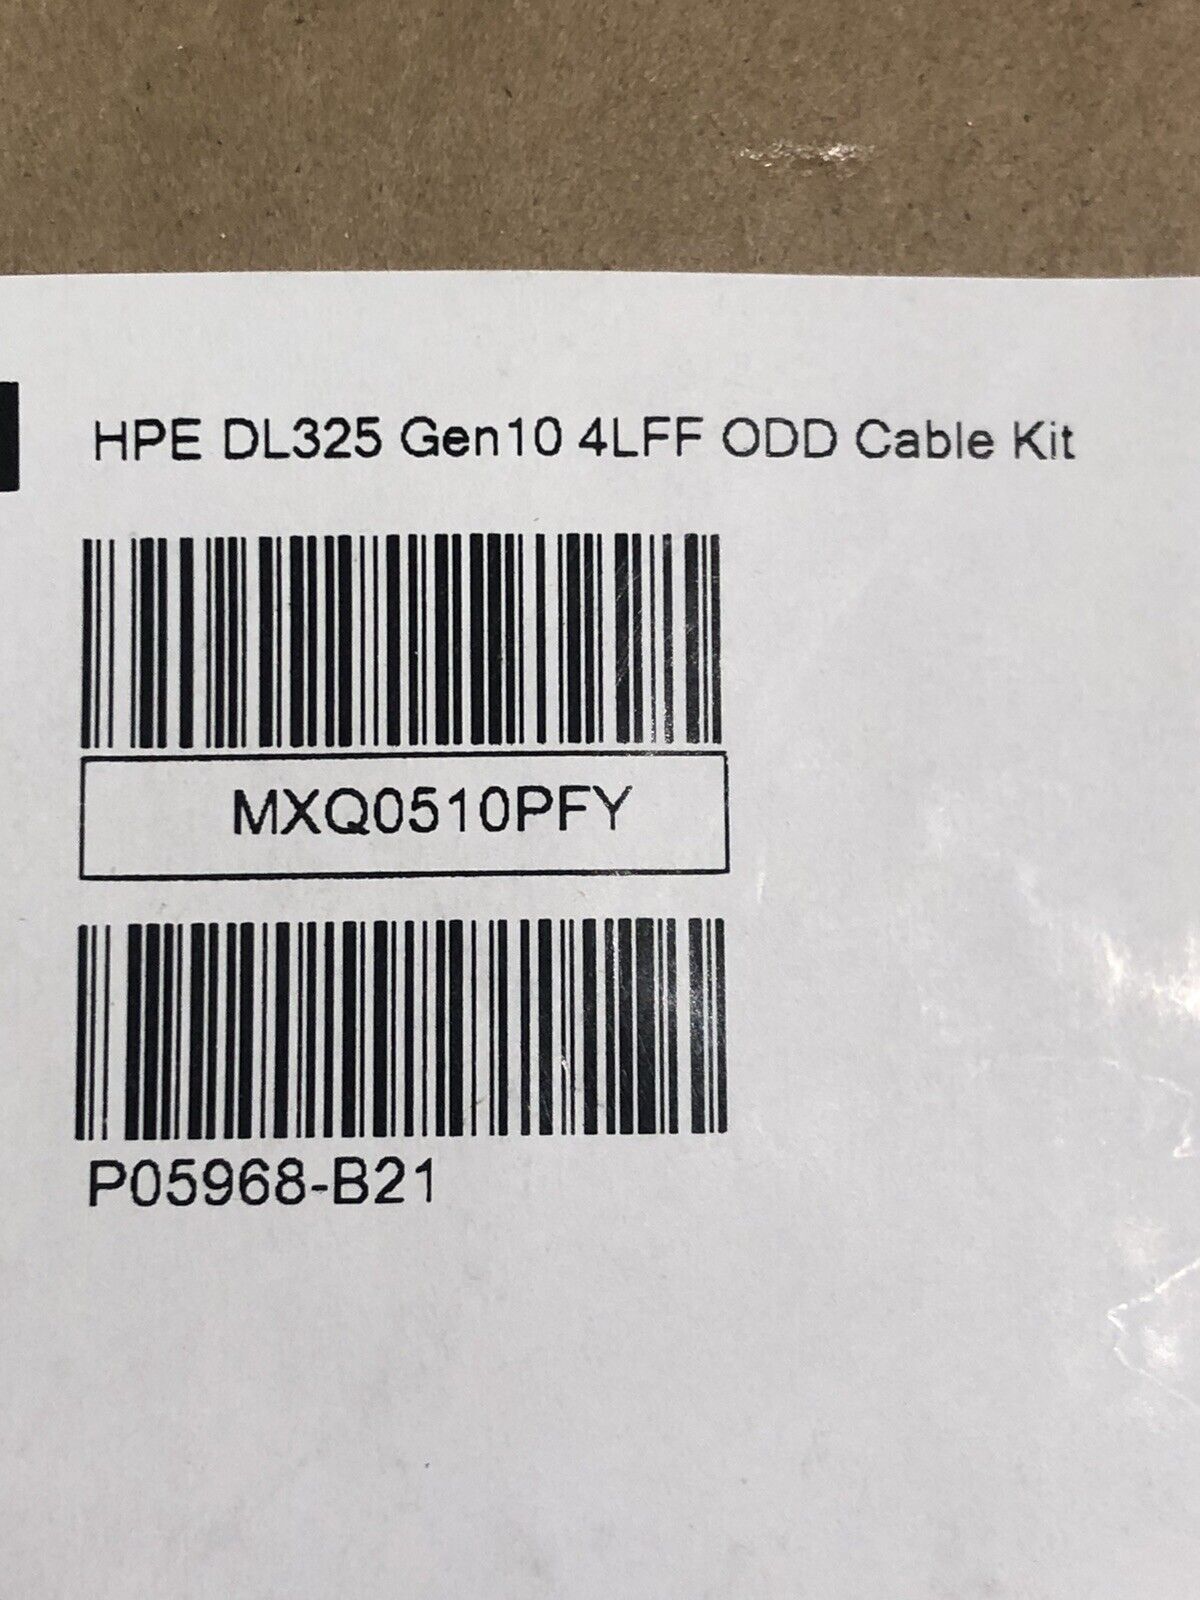 HPE DL325 Gen10 4LFF ODD Cable Kit
MXQ0510PFY
P05968-B21